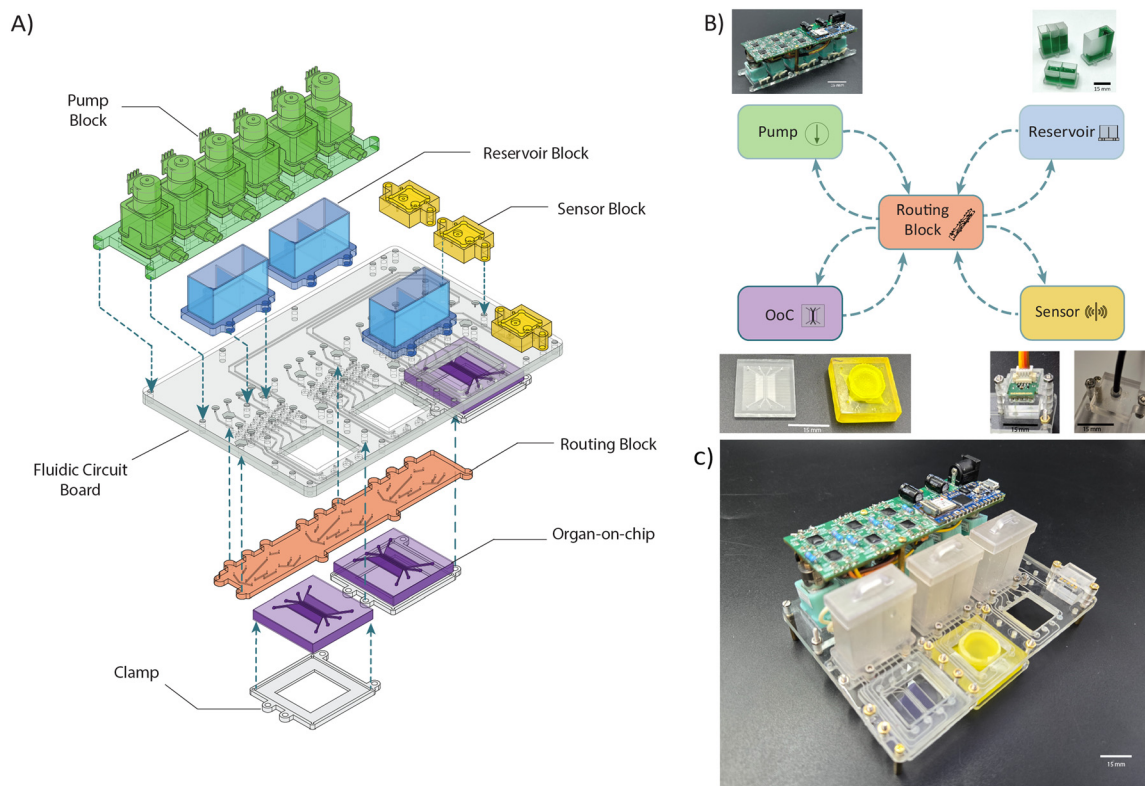 A)
Pump
Block
Reservoir Block
Sensor Block
Fluidic Circuit
Board
Routing Block
Organ-on-chip
Clamp
B)
15 mm
Pump
Reservoir
Routing
Block
OoC
Sensor
15 mm
15 mm
15 mm
c)
15 mm